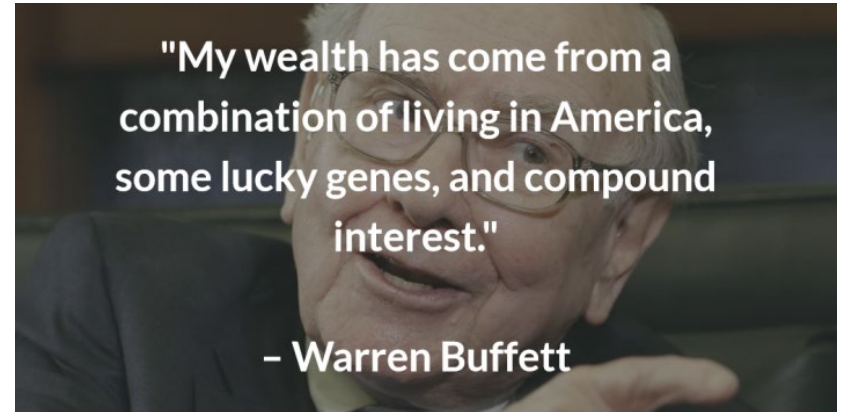 "My wealth has come from a
combination of living in America,
some lucky genes, and compound
interest."
– Warren Buffett